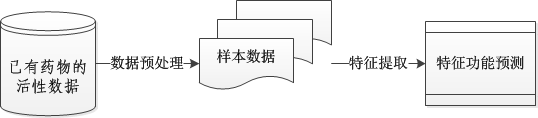 已有药物的
活性数据
数据预处理
样本数据
特征提取
特征功能预测